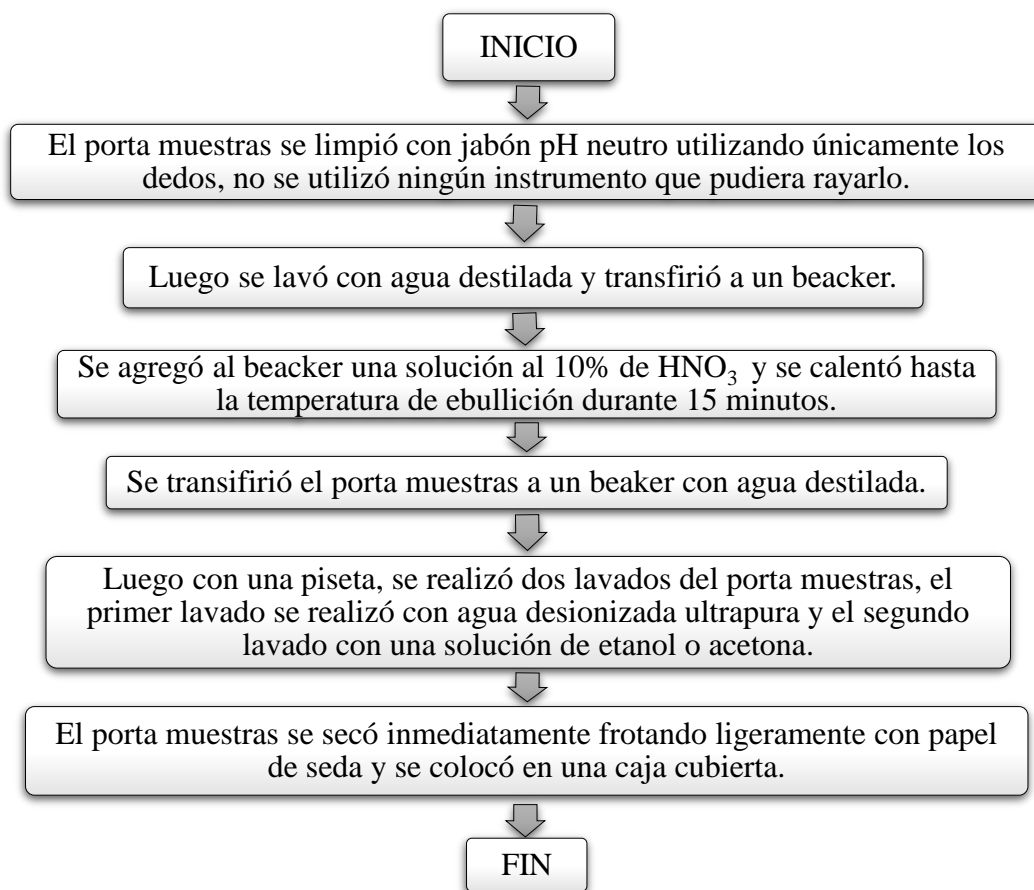 INICIO
El porta muestras se limpió con jabón pH neutro utilizando únicamente los
dedos, no se utilizó ningún instrumento que pudiera rayarlo.
Luego se lavó con agua destilada y transfirió a un beacker.
Se agregó al beacker una solución al 10% de HNO₃ y se calentó hasta
la temperatura de ebullición durante 15 minutos.
Se transifirió el porta muestras a un beaker con agua destilada.
Luego con una piseta, se realizó dos lavados del porta muestras, el
primer lavado se realizó con agua desionizada ultrapura y el segundo
lavado con una solución de etanol o acetona.
El porta muestras se secó inmediatamente frotando ligeramente con papel
de seda y se colocó en una caja cubierta.
FIN